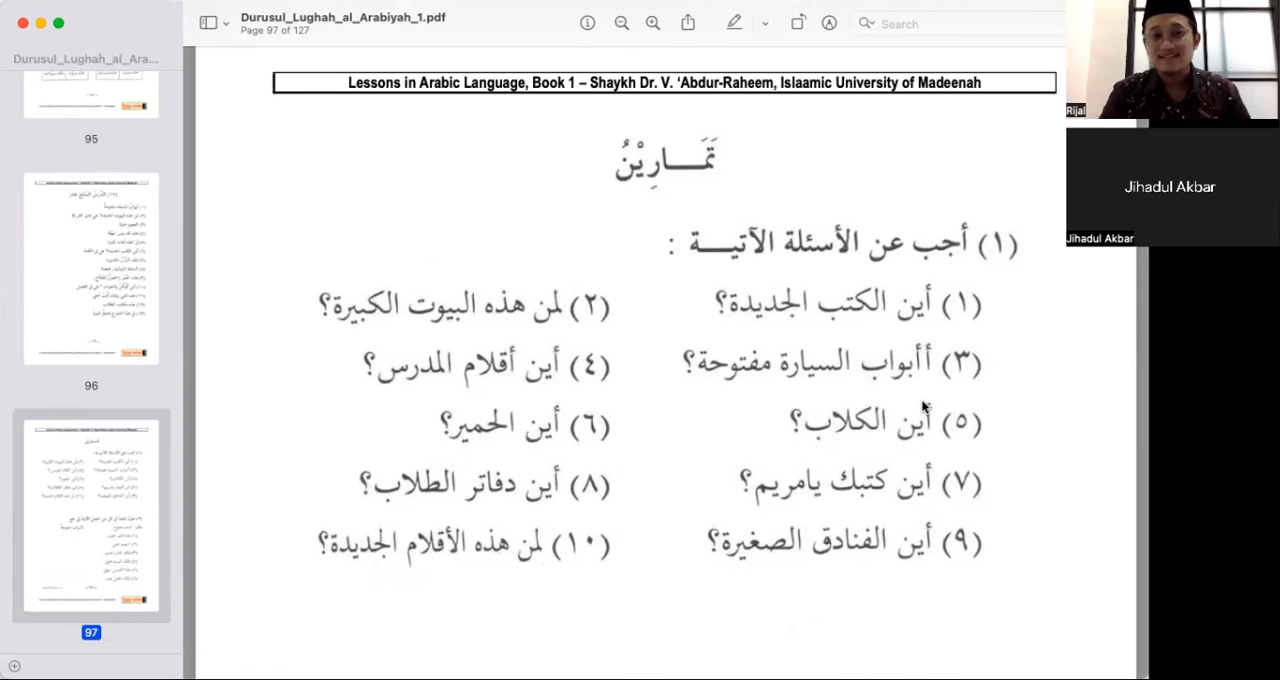 Durusul_Lughah_al_Arabiyah_1.pdf
Page 97 of 127
Search
Durusul_Lughah_al_Ara...
95
96
97
Lessons in Arabic Language, Book 1 – Shaykh Dr. V. ‘Abdur-Raheem, Islaamic University of Madeenah
تَمَـــارِيْنُ
(١) أجب عن الأسئلة الآتيـــة :
(١) أين الكتب الجديدة؟ (٢) لمن هذه البيوت الكبيرة؟
(٣) أأبواب السيارة مفتوحة؟ (٤) أين أقلام المدرس؟
(٥) أين الكلاب؟ (٦) أين الحمير؟
(٧) أين كتبك يامريم؟ (٨) أين دفاتر الطلاب؟
(٩) أين الفنادق الصغيرة؟ (١٠) لمن هذه الأقلام الجديدة؟
Rijal
Jihadul Akbar
Jihadul Akbar